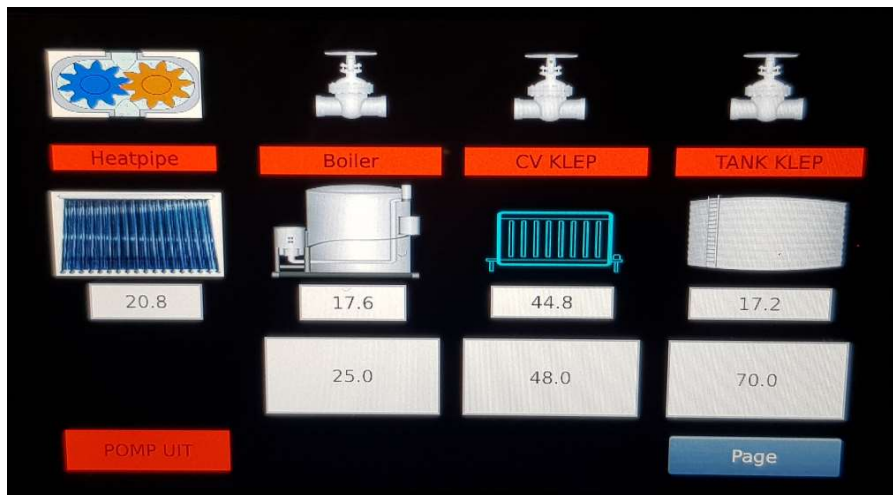 Heatpipe
Boiler
CV KLEP
TANK KLEP
20.8
17.6
44.8
17.2
25.0
48.0
70.0
POMP UIT
Page